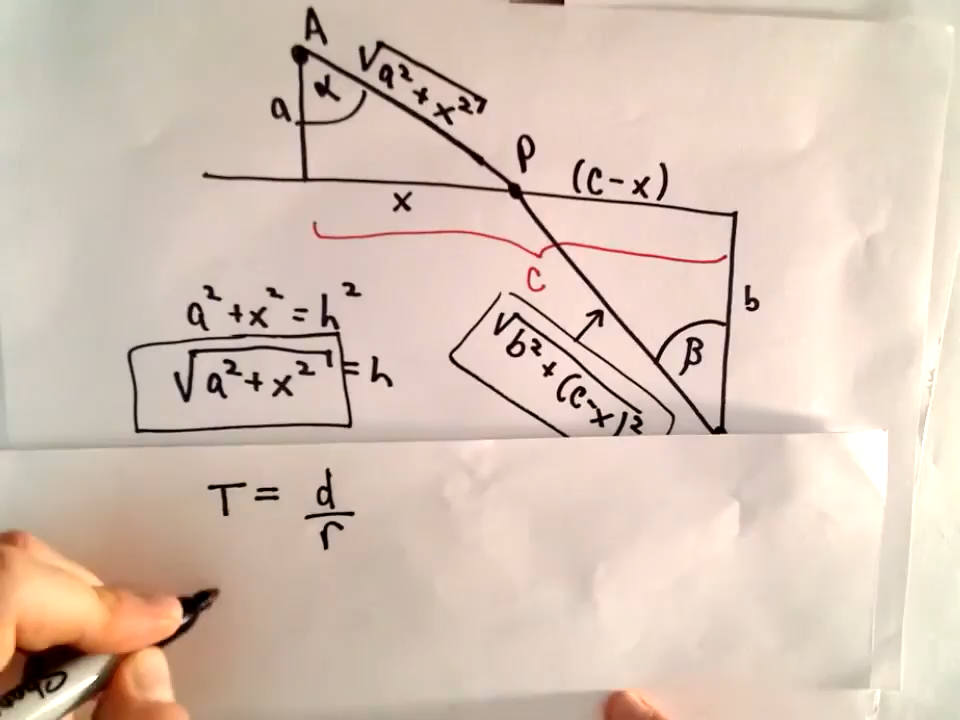 A
√(a²+x²)
α
a
P
(c-x)
x
c
b
a²+x²=h²
√(a²+x²)=h
√(b²+(c-x)²)
β
T = d/r